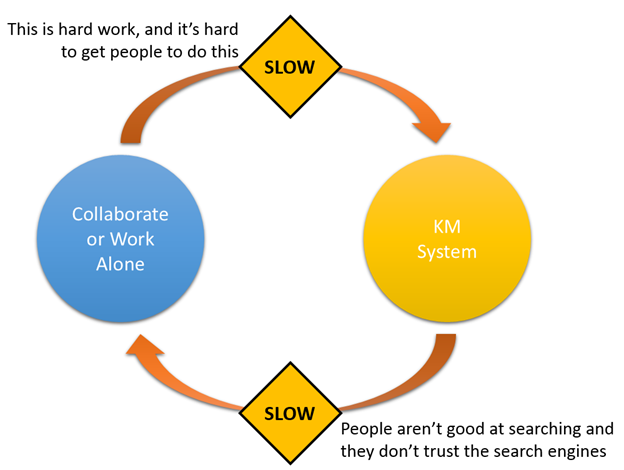 This is hard work, and it's hard
to get people to do this
SLOW
Collaborate
or Work
Alone
KM
System
SLOW
People aren't good at searching and
they don't trust the search engines